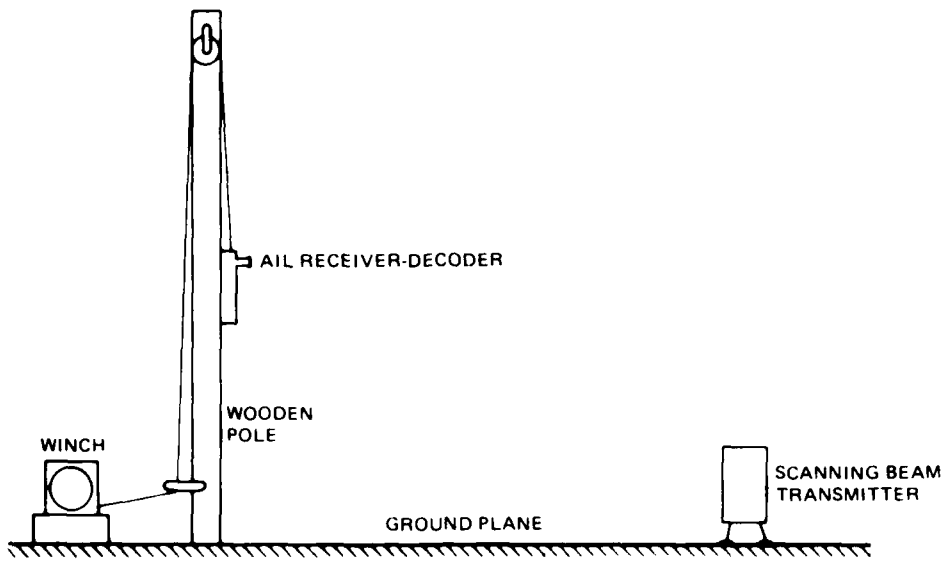 AIL RECEIVER-DECODER
WOODEN
POLE
WINCH
SCANNING BEAM
TRANSMITTER
GROUND PLANE